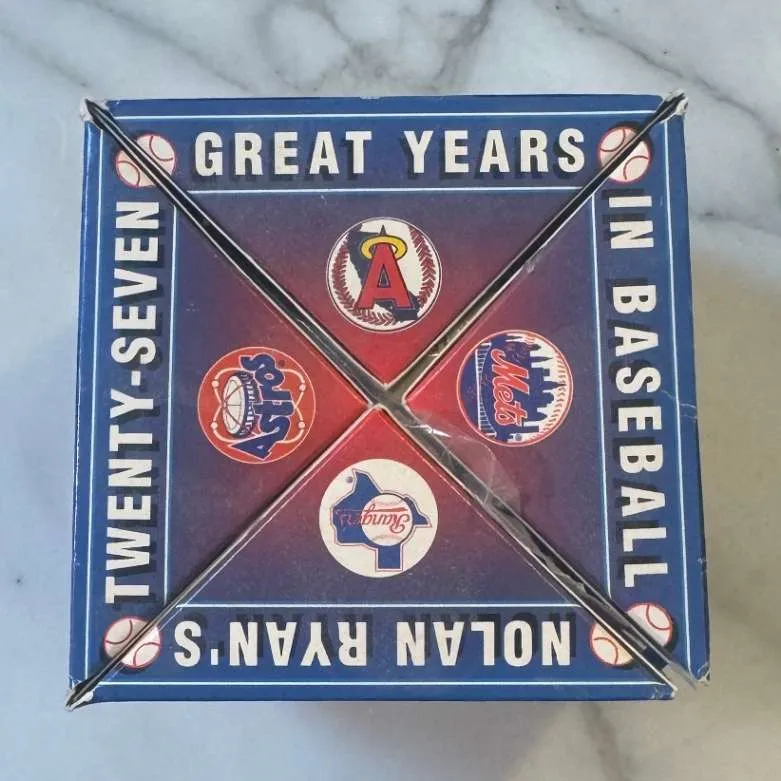 NOLAN RYAN'S
TWENTY-SEVEN
GREAT YEARS
IN BASEBALL
A
Astros
Mets
Rangers